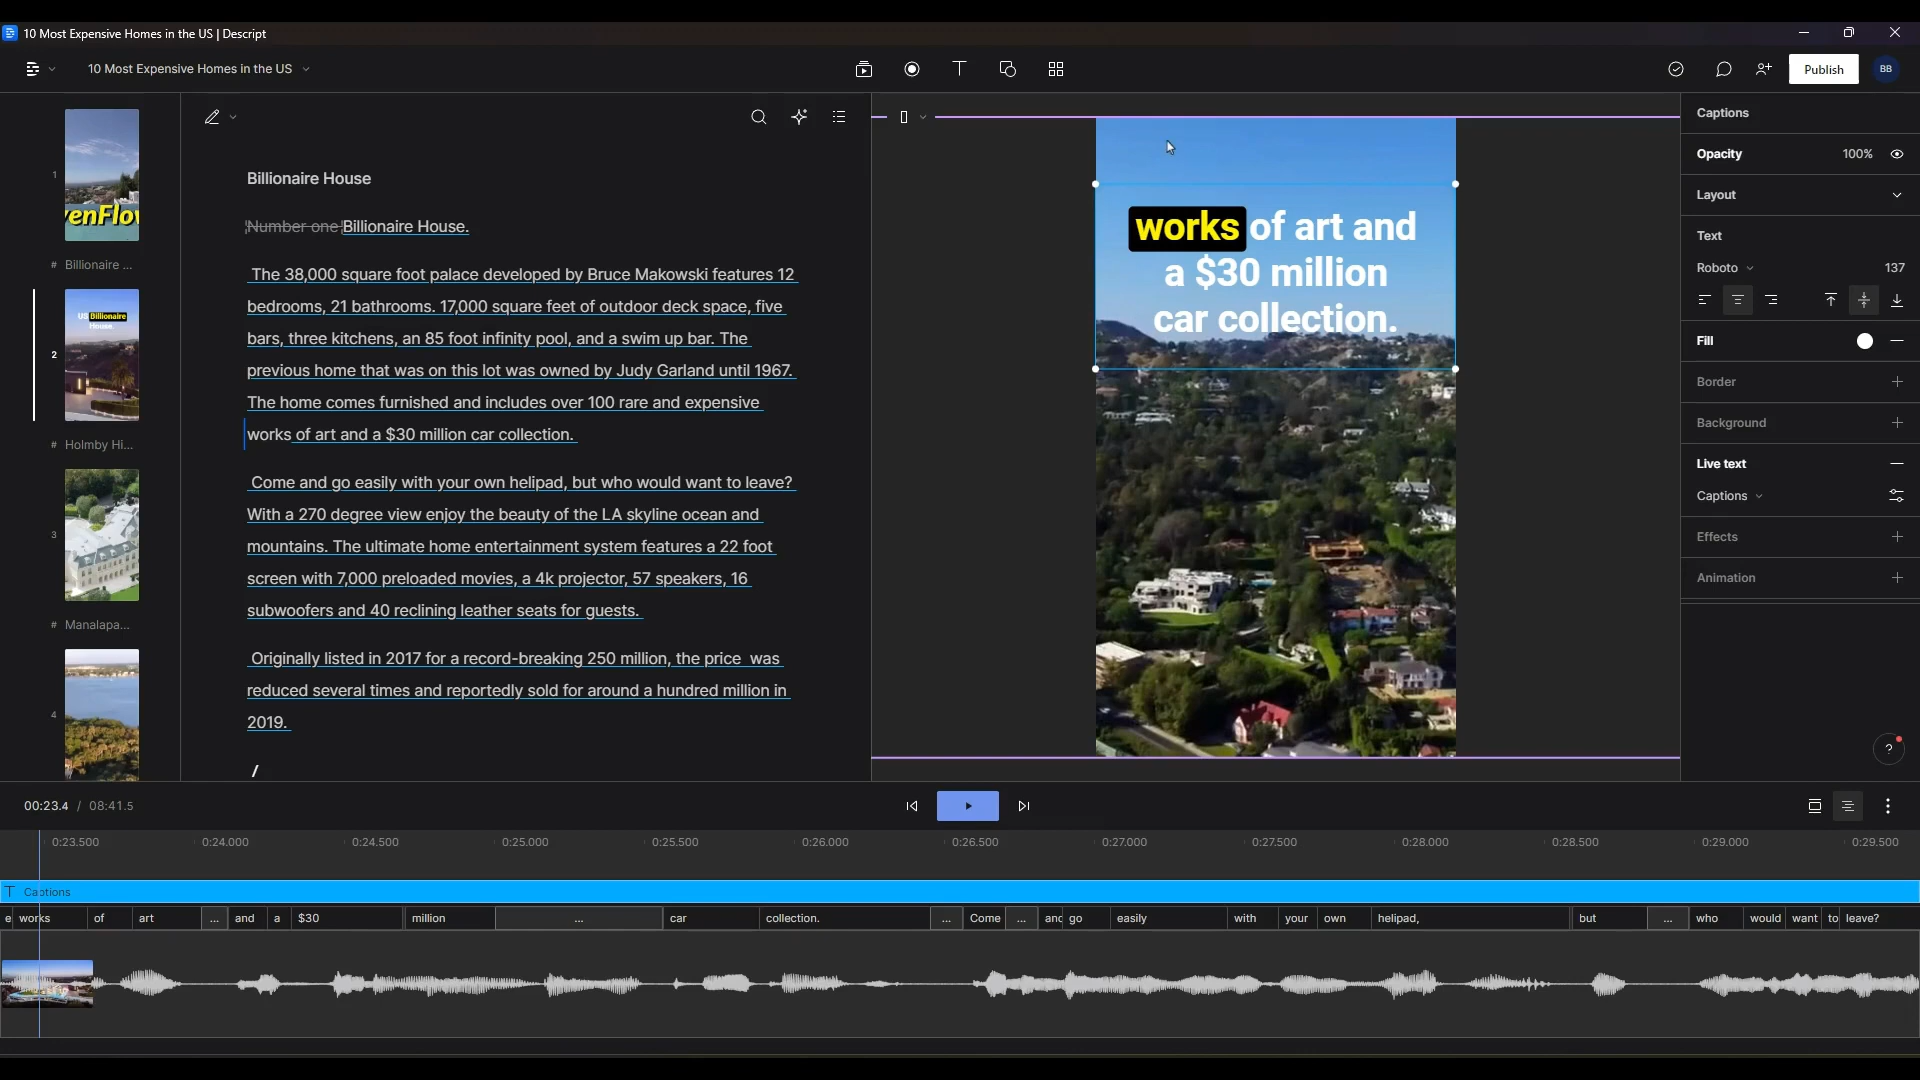 10 Most Expensive Homes in the US | Descript
10 Most Expensive Homes in the US
Publish
BB
1
venFlov
# Billionaire ...
US Billionaire
House.
2
# Holmby Hi...
3
# Manalapa...
4
Billionaire House
Number one Billionaire House.
The 38,000 square foot palace developed by Bruce Makowski features 12
bedrooms, 21 bathrooms. 17,000 square feet of outdoor deck space, five
bars, three kitchens, an 85 foot infinity pool, and a swim up bar. The
previous home that was on this lot was owned by Judy Garland until 1967.
The home comes furnished and includes over 100 rare and expensive
works of art and a $30 million car collection.
Come and go easily with your own helipad, but who would want to leave?
With a 270 degree view enjoy the beauty of the LA skyline ocean and
mountains. The ultimate home entertainment system features a 22 foot
screen with 7,000 preloaded movies, a 4k projector, 57 speakers, 16
subwoofers and 40 reclining leather seats for guests.
Originally listed in 2017 for a record-breaking 250 million, the price was
reduced several times and reportedly sold for around a hundred million in
2019.
/
works of art and
a $30 million
car collection.
Captions
Opacity 100%
Layout
Text
Roboto 137
Fill
Border
Background
Live text
Captions
Effects
Animation
?
00:23.4 / 08:41.5
0:23.500 0:24.000 0:24.500 0:25.000 0:25.500 0:26.000 0:26.500 0:27.000 0:27.500 0:28.000 0:28.500 0:29.000 0:29.500
T Captions
e works of art ... and a $30 million ... car collection. ... Come ... and go easily with your own helipad, but ... who would want to leave?